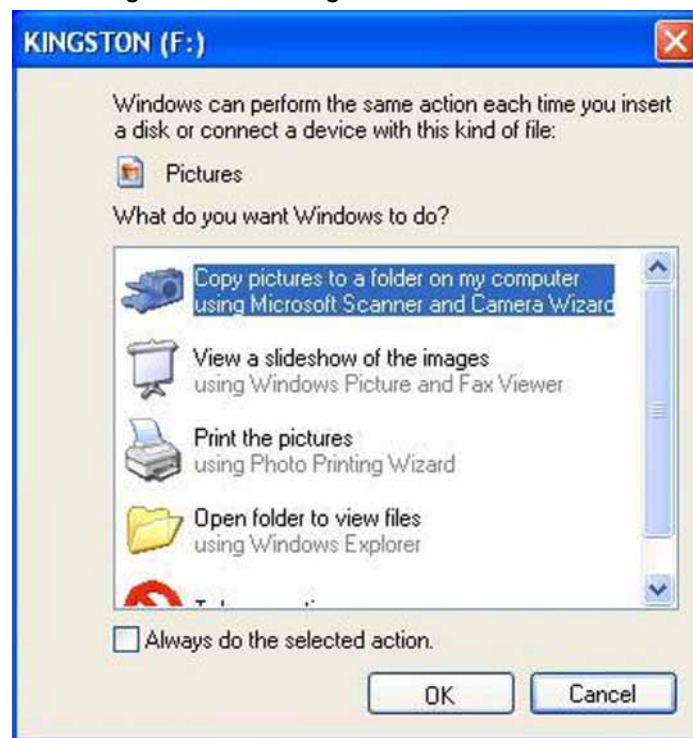 KINGSTON (F:)
Windows can perform the same action each time you insert
a disk or connect a device with this kind of file:
Pictures
What do you want Windows to do?
Copy pictures to a folder on my computer
using Microsoft Scanner and Camera Wizard
View a slideshow of the images
using Windows Picture and Fax Viewer
Print the pictures
using Photo Printing Wizard
Open folder to view files
using Windows Explorer
Always do the selected action.
OK
Cancel